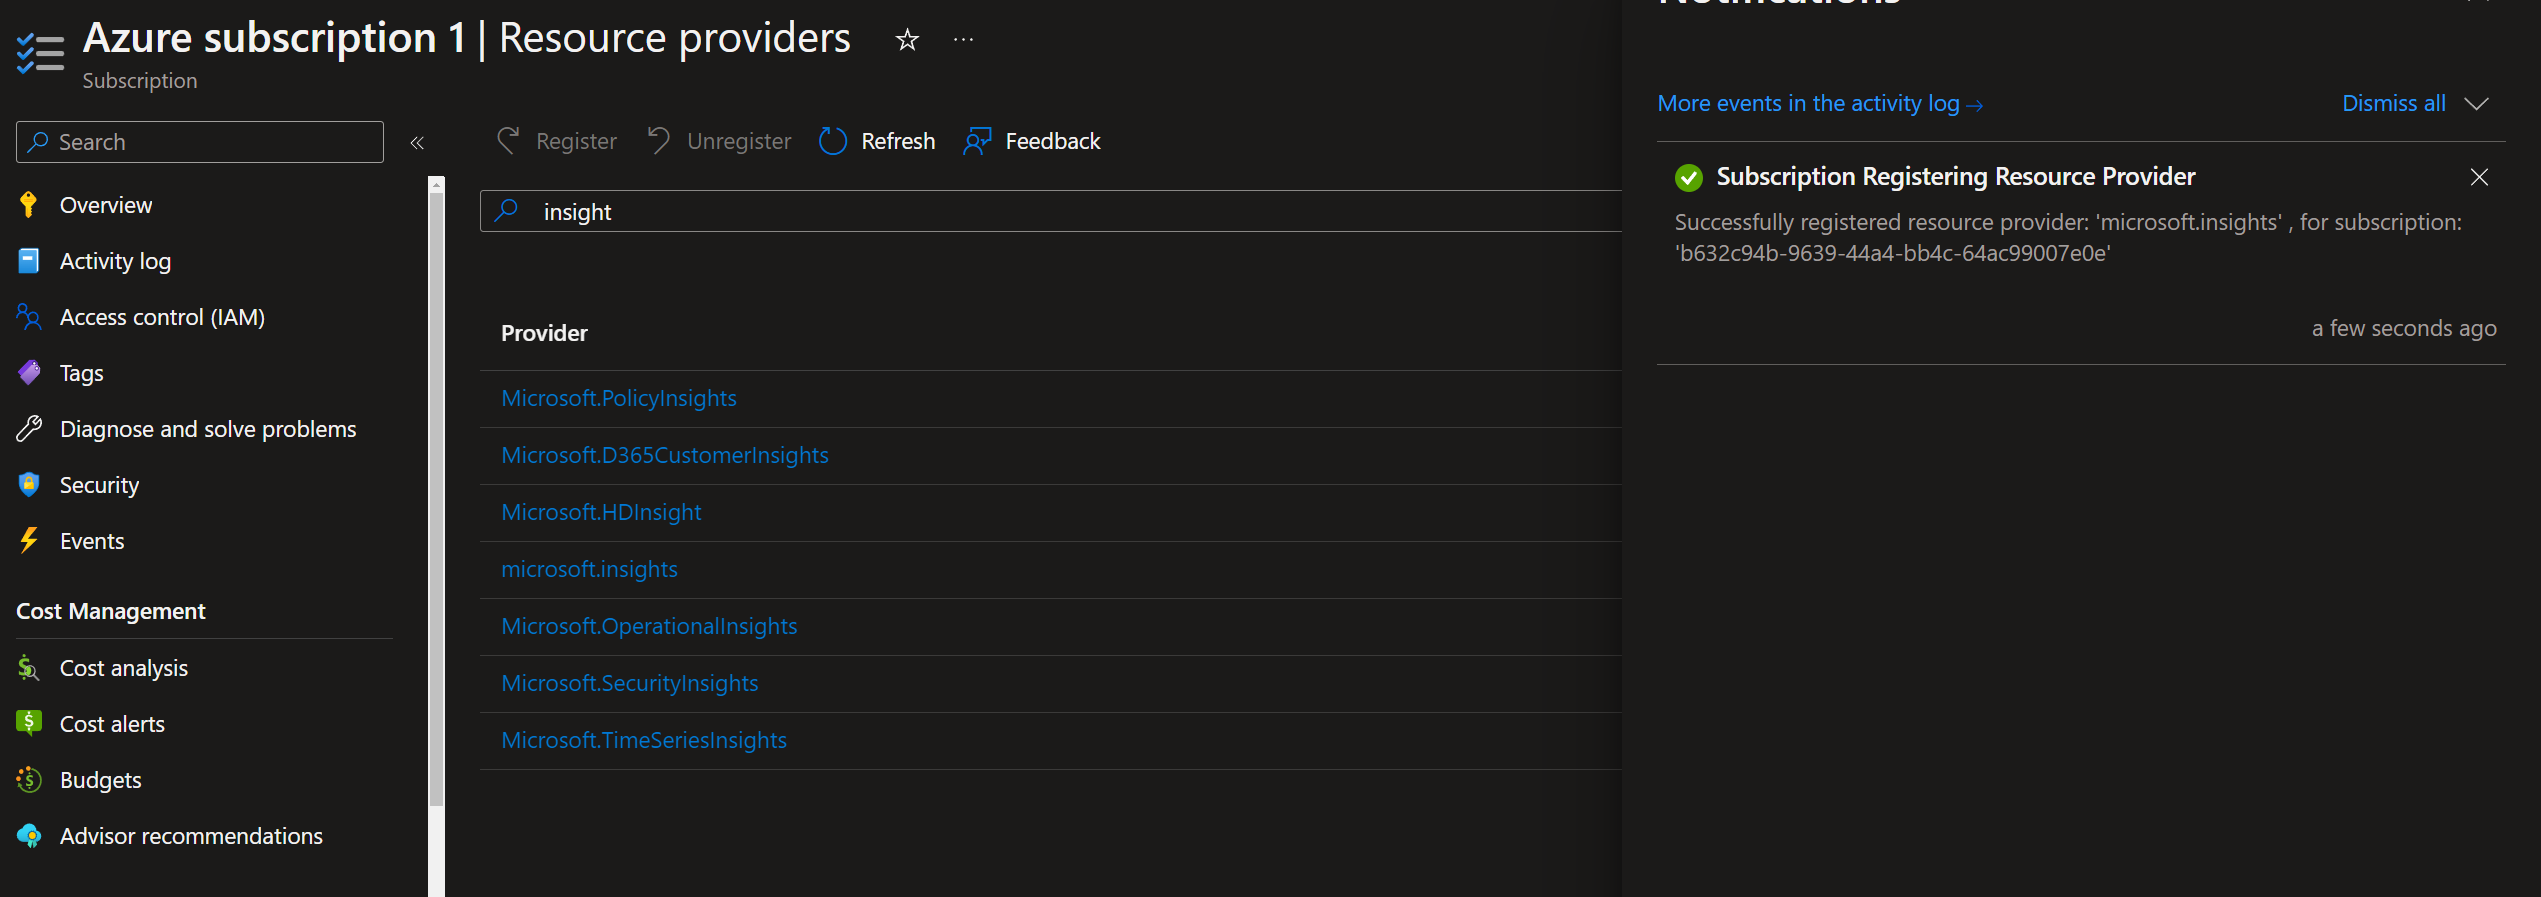 Azure subscription 1 | Resource providers
Subscription
Search
Overview
Activity log
Access control (IAM)
Tags
Diagnose and solve problems
Security
Events
Cost Management
Cost analysis
Cost alerts
Budgets
Advisor recommendations
Register Unregister Refresh Feedback
insight
Provider
Microsoft.PolicyInsights
Microsoft.D365CustomerInsights
Microsoft.HDInsight
microsoft.insights
Microsoft.OperationalInsights
Microsoft.SecurityInsights
Microsoft.TimeSeriesInsights
Notifications
More events in the activity log → Dismiss all
Subscription Registering Resource Provider
Successfully registered resource provider: 'microsoft.insights' , for subscription:
'b632c94b-9639-44a4-bb4c-64ac99007e0e'
a few seconds ago